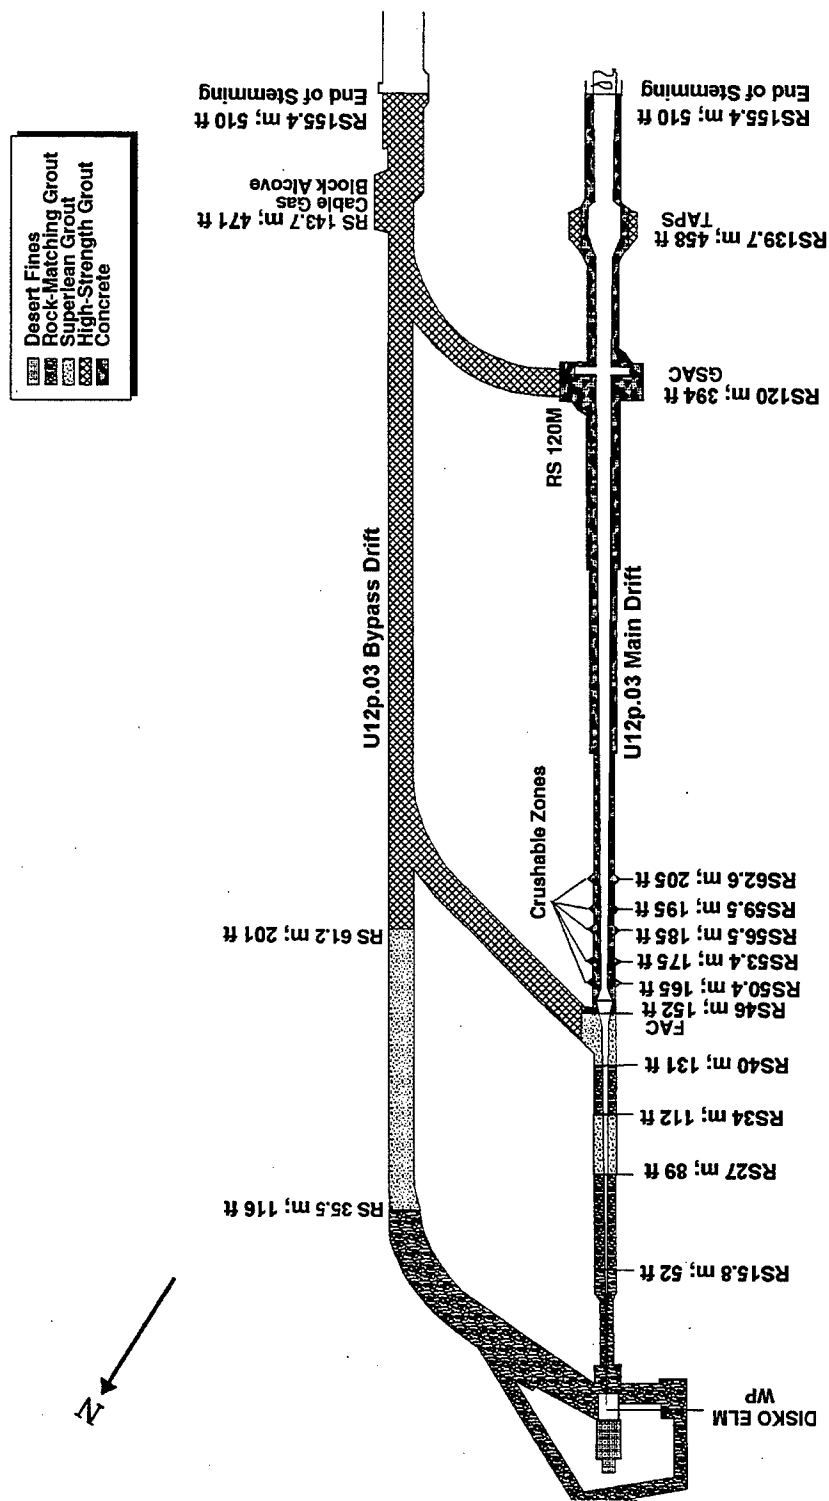 Desert Fines
Rock-Matching Grout
Superlean Grout
High-Strength Grout
Concrete
RS155.4 m; 510 ft
End of Stemming
RS 143.7 m; 471 ft
Cable Gas
Block Alcove
RS155.4 m; 510 ft
End of Stemming
RS139.7 m; 458 ft
TAPS
RS120 m; 394 ft
GSAC
RS 120M
U12p.03 Bypass Drift
U12p.03 Main Drift
Crushable Zones
RS62.6 m; 205 ft
RS59.5 m; 195 ft
RS56.5 m; 185 ft
RS53.4 m; 175 ft
RS50.4 m; 165 ft
RS46 m; 152 ft
FAC
RS40 m; 131 ft
RS34 m; 112 ft
RS27 m; 89 ft
RS15.8 m; 52 ft
RS 61.2 m; 201 ft
RS 35.5 m; 116 ft
N
DISKO ELM
WP